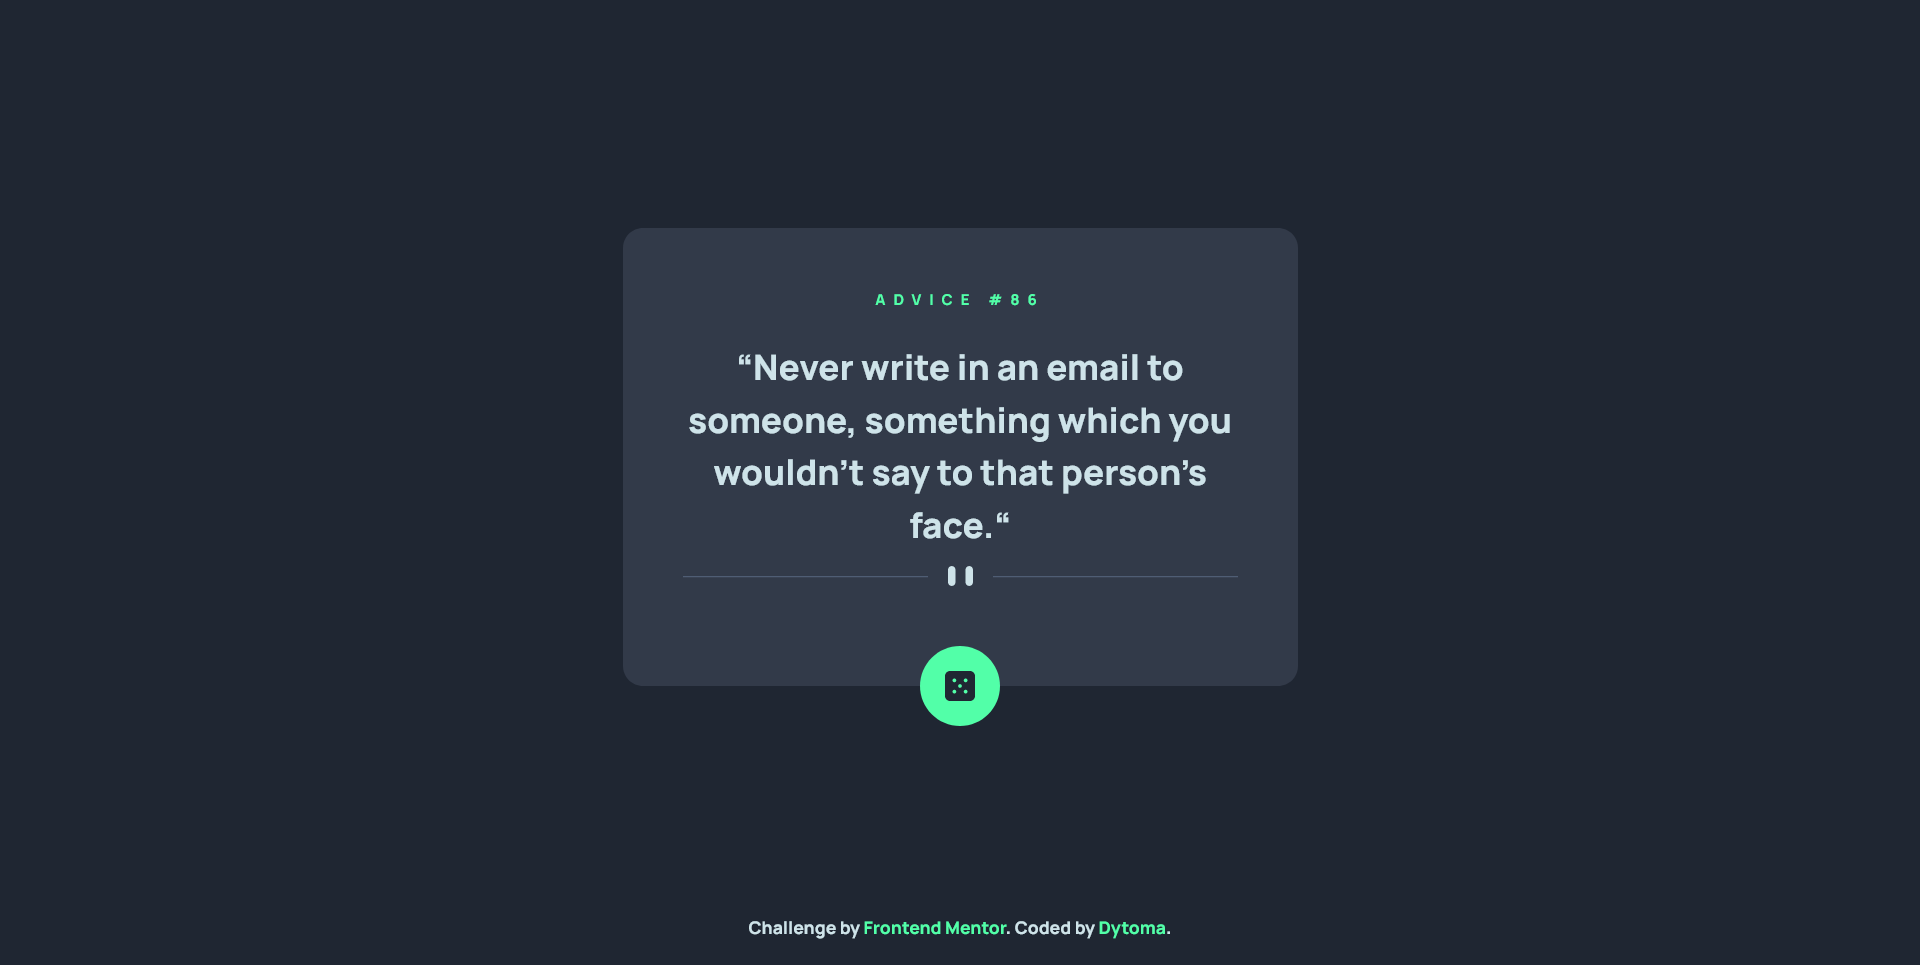 ADVICE #86
“Never write in an email to
someone, something which you
wouldn’t say to that person’s
face.“
Challenge by Frontend Mentor. Coded by Dytoma.